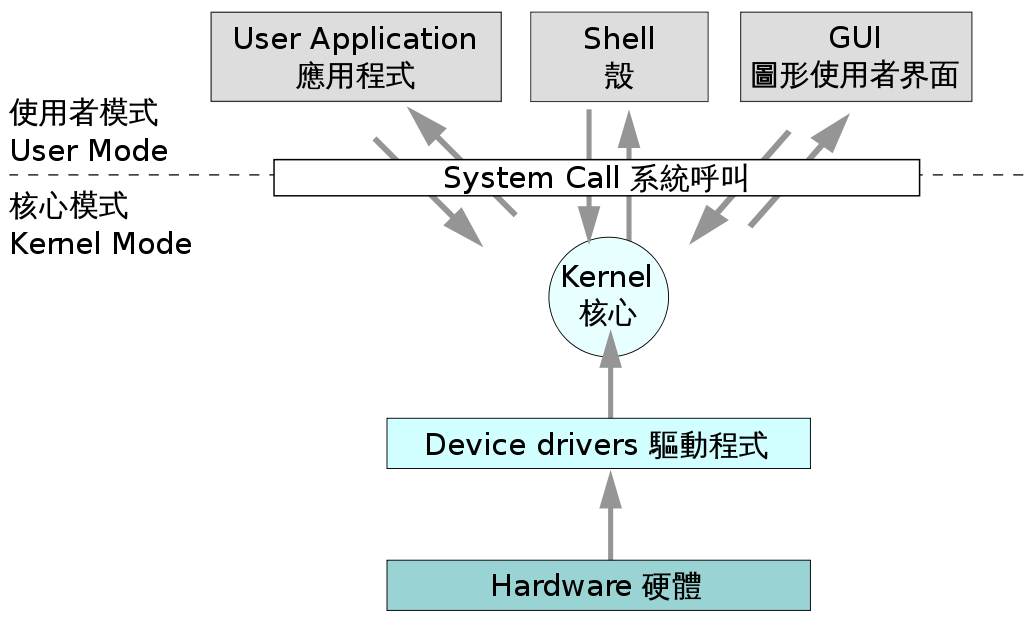 User Application
應用程式
Shell
殼
GUI
圖形使用者界面
使用者模式
User Mode
System Call 系統呼叫
核心模式
Kernel Mode
Kernel
核心
Device drivers 驅動程式
Hardware 硬體